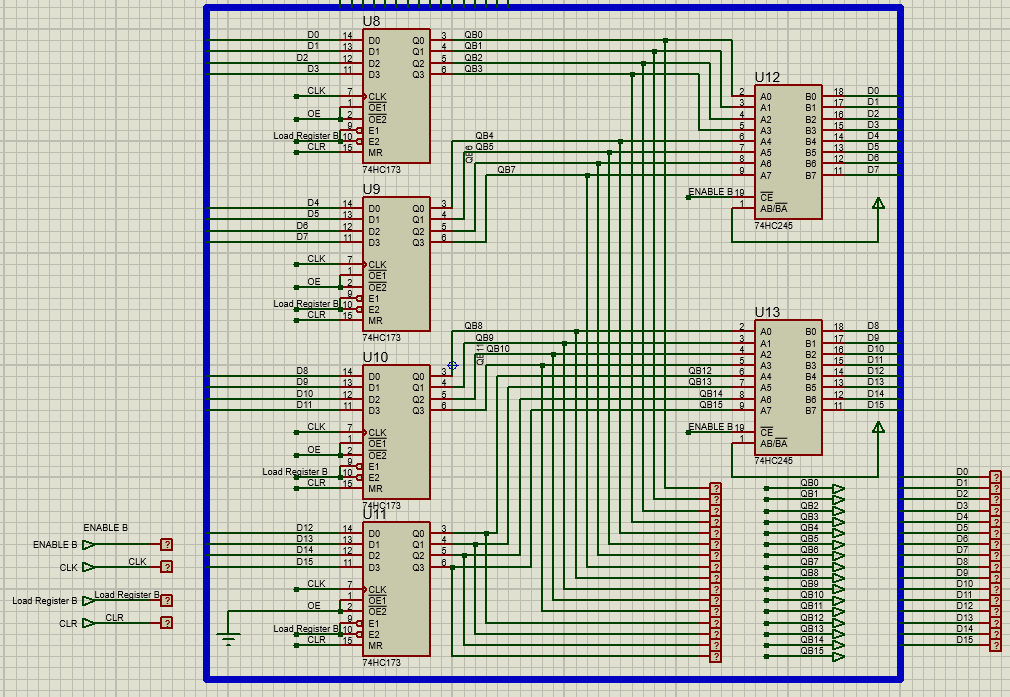 U8
D0 14 D0 Q0 3 QB0
D1 13 D1 Q1 4 QB1
D2 12 D2 Q2 5 QB2
D3 11 D3 Q3 6 QB3
CLK 7 CLK
1 OE1
OE 2 OE2
9 E1
Load Register B 10 E2
CLR 15 MR
74HC173
U12
2 A0 B0 18 D0
3 A1 B1 17 D1
4 A2 B2 16 D2
5 A3 B3 15 D3
QB4 6 A4 B4 14 D4
QB5 7 A5 B5 13 D5
QB6 8 A6 B6 12 D6
QB7 9 A7 B7 11 D7
ENABLE B 19 CE
1 AB/BA
74HC245
U9
D4 14 D0 Q0 3
D5 13 D1 Q1 4
D6 12 D2 Q2 5
D7 11 D3 Q3 6
CLK 7 CLK
1 OE1
OE 2 OE2
9 E1
Load Register B 10 E2
CLR 15 MR
74HC173
U13
QB8 2 A0 B0 18 D8
QB9 3 A1 B1 17 D9
QB10 4 A2 B2 16 D10
QB11 5 A3 B3 15 D11
QB12 6 A4 B4 14 D12
QB13 7 A5 B5 13 D13
QB14 8 A6 B6 12 D14
QB15 9 A7 B7 11 D15
ENABLE B 19 CE
1 AB/BA
74HC245
U10
D8 14 D0 Q0 3
D9 13 D1 Q1 4
D10 12 D2 Q2 5
D11 11 D3 Q3 6
CLK 7 CLK
1 OE1
OE 2 OE2
9 E1
Load Register B 10 E2
CLR 15 MR
74HC173
U11
D12 14 D0 Q0 3
D13 13 D1 Q1 4
D14 12 D2 Q2 5
D15 11 D3 Q3 6
CLK 7 CLK
1 OE1
OE 2 OE2
9 E1
Load Register B 10 E2
CLR 15 MR
74HC173
ENABLE B
ENABLE B ?
CLK CLK ?
Load Register B Load Register B ?
CLR CLR ?
? QB0 D0 ?
? QB1 D1 ?
? QB2 D2 ?
? QB3 D3 ?
? QB4 D4 ?
? QB5 D5 ?
? QB6 D6 ?
? QB7 D7 ?
? QB8 D8 ?
? QB9 D9 ?
? QB10 D10 ?
? QB11 D11 ?
? QB12 D12 ?
? QB13 D13 ?
? QB14 D14 ?
? QB15 D15 ?